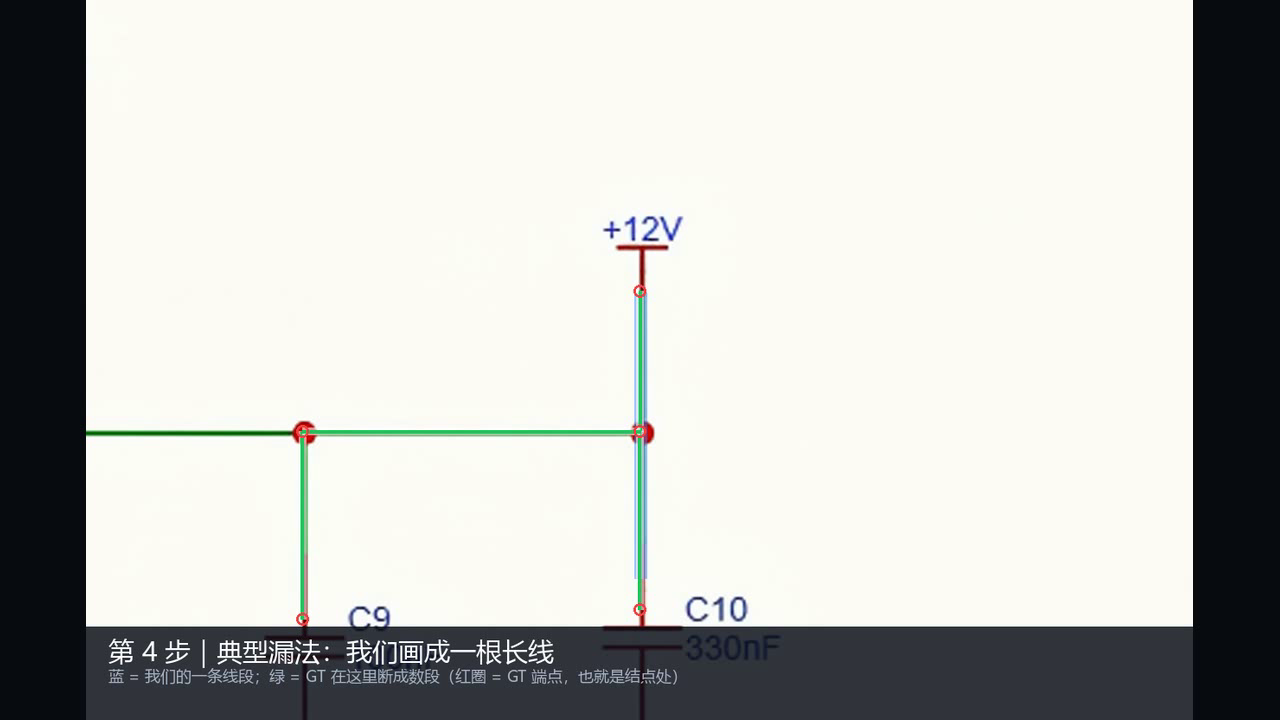 +12V
C9
C10
330nF
第 4 步｜典型漏法：我们画成一根长线
蓝 = 我们的一条线段；绿 = GT 在这里断成数段（红圈 = GT 端点，也就是结点处）